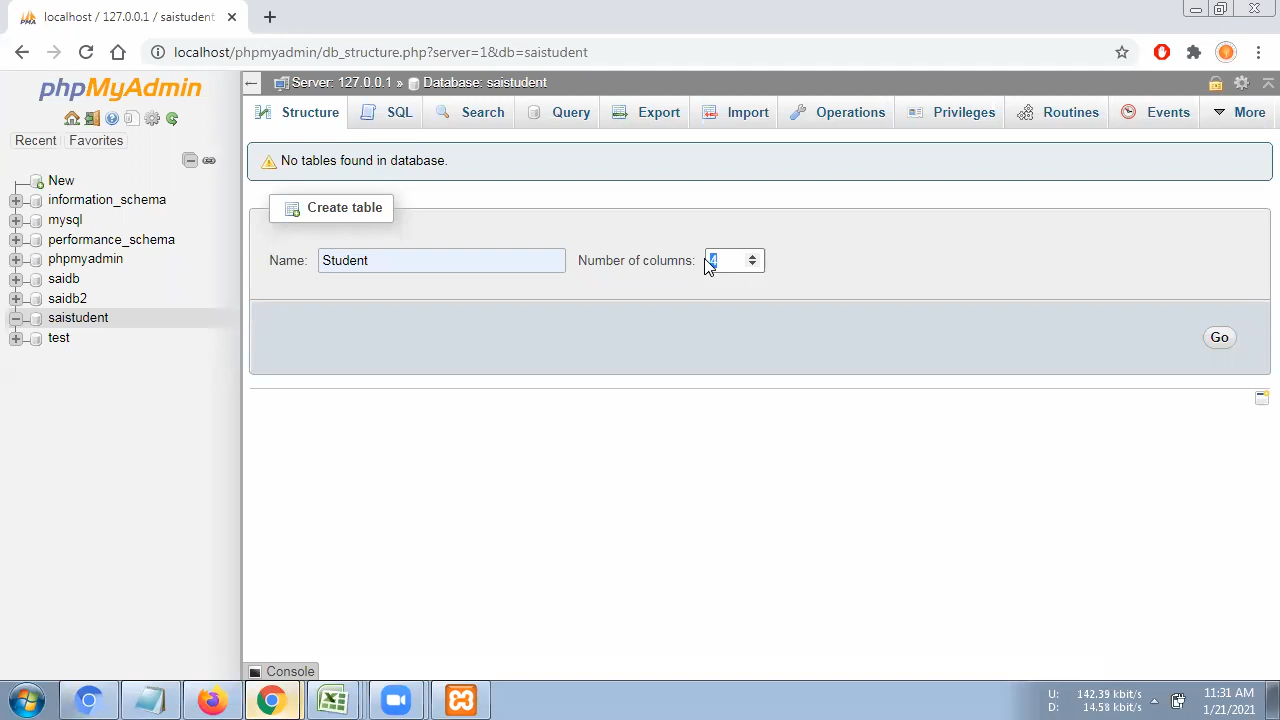 localhost / 127.0.0.1 / saistudent
localhost/phpmyadmin/db_structure.php?server=1&db=saistudent
phpMyAdmin
Recent Favorites
New
information_schema
mysql
performance_schema
phpmyadmin
saidb
saidb2
saistudent
test
Server: 127.0.0.1 » Database: saistudent
Structure SQL Search Query Export Import Operations Privileges Routines Events More
No tables found in database.
Create table
Name: Student Number of columns: 4
Go
Console
U: 142.39 kbit/s
D: 14.58 kbit/s
11:31 AM
1/21/2021